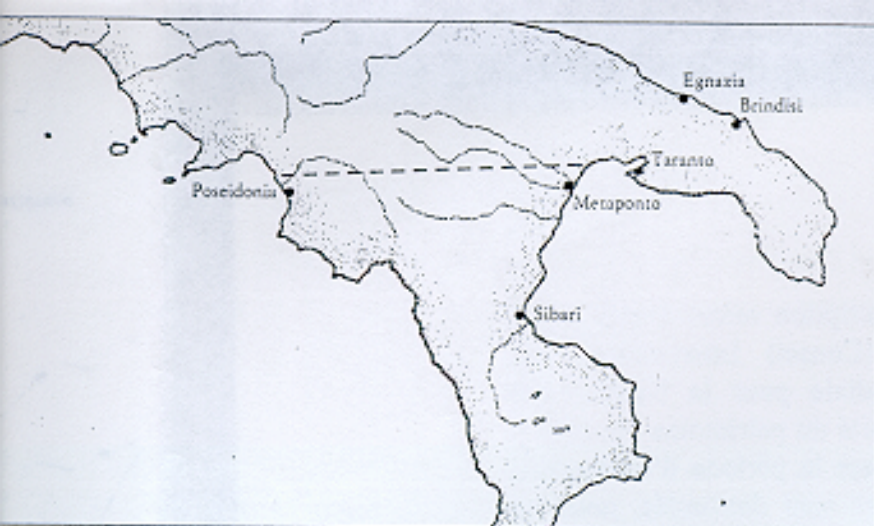 Egnazia
Brindisi
Taranto
Poseidonia
Metaponto
Sibari